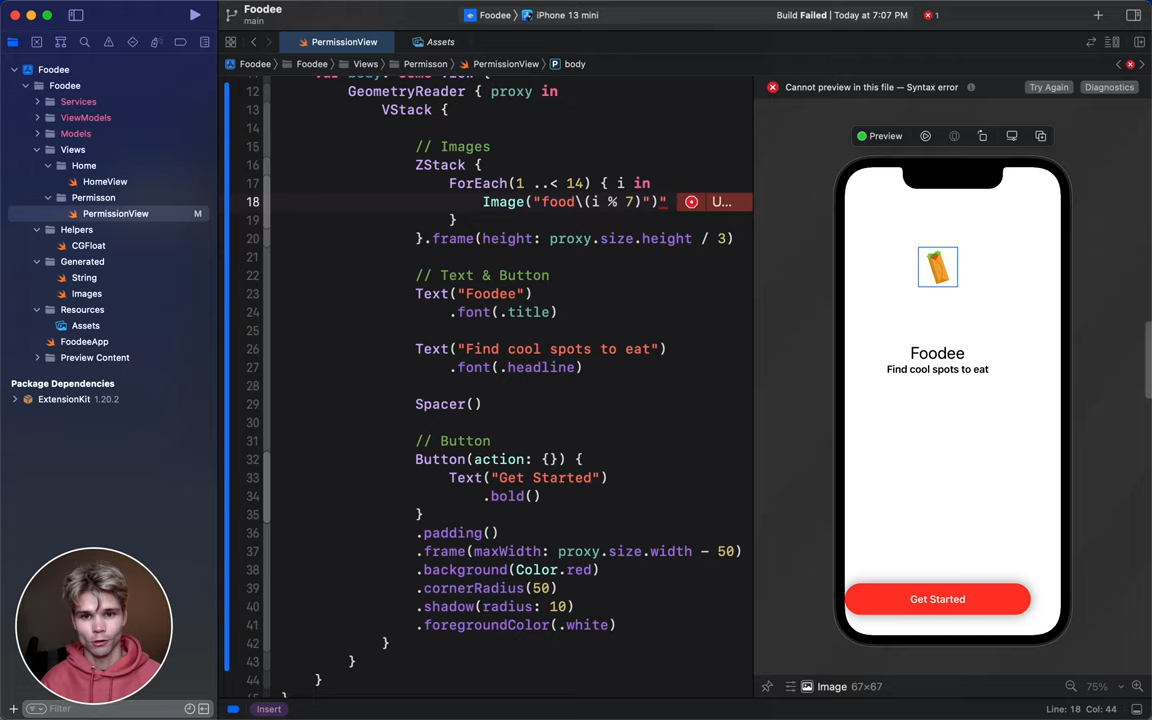 Foodee
main
Foodee
iPhone 13 mini
Build Failed | Today at 7:07 PM
1
PermissionView
Assets
Foodee
Foodee
Views
Permisson
PermissionView
P
body
Foodee
Foodee
Services
ViewModels
Models
Views
Home
HomeView
Permisson
PermissionView
M
Helpers
CGFloat
Generated
String
Images
Resources
Assets
FoodeeApp
Preview Content
Package Dependencies
ExtensionKit 1.20.2
Filter
12 GeometryReader { proxy in
13 VStack {
14
15 // Images
16 ZStack {
17 ForEach(1 ..< 14) { i in
18 Image("food\(i % 7)")" U...
19 }
20 }.frame(height: proxy.size.height / 3)
21
22 // Text & Button
23 Text("Foodee")
24 .font(.title)
25
26 Text("Find cool spots to eat")
27 .font(.headline)
28
29 Spacer()
30
31 // Button
32 Button(action: {}) {
33 Text("Get Started")
34 .bold()
35 }
36 .padding()
37 .frame(maxWidth: proxy.size.width - 50)
38 .background(Color.red)
39 .cornerRadius(50)
40 .shadow(radius: 10)
41 .foregroundColor(.white)
42 }
43 }
44 }
Insert
Cannot preview in this file — Syntax error
Try Again
Diagnostics
Preview
Foodee
Find cool spots to eat
Get Started
Image 67×67
75%
Line: 18 Col: 44